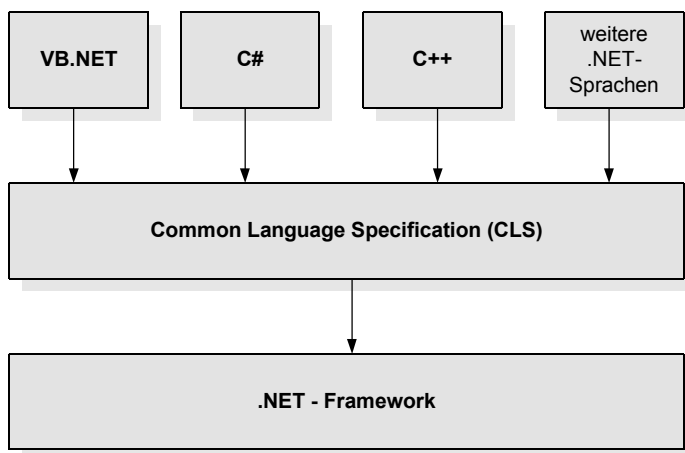 VB.NET
C#
C++
weitere
.NET-
Sprachen
Common Language Specification (CLS)
.NET - Framework